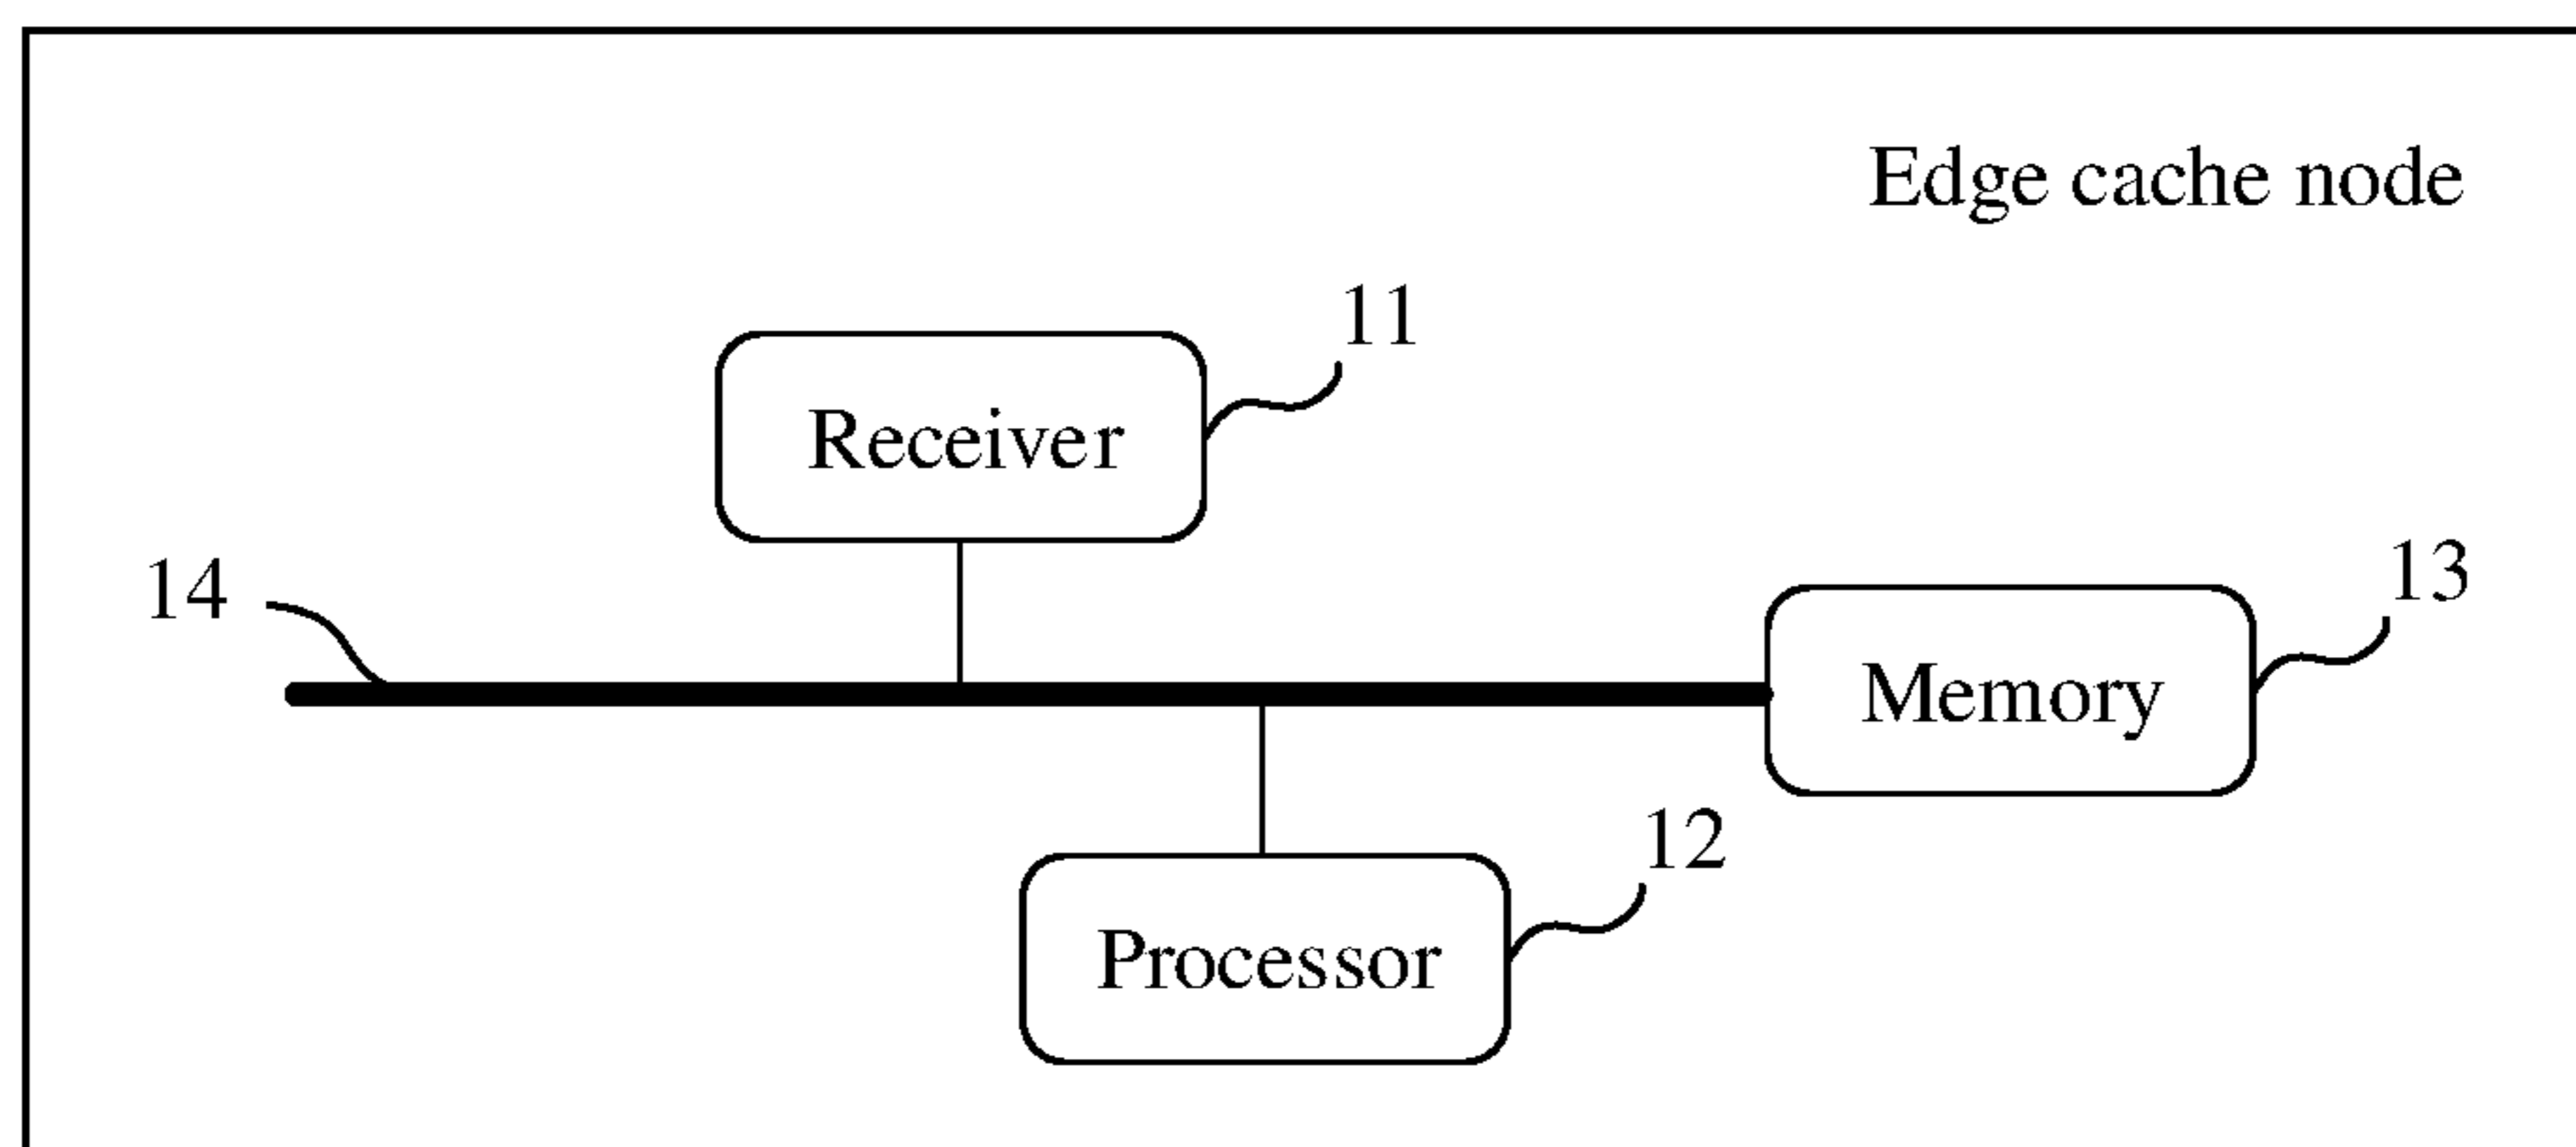 Edge cache node
11
Receiver
14
13
Memory
12
Processor